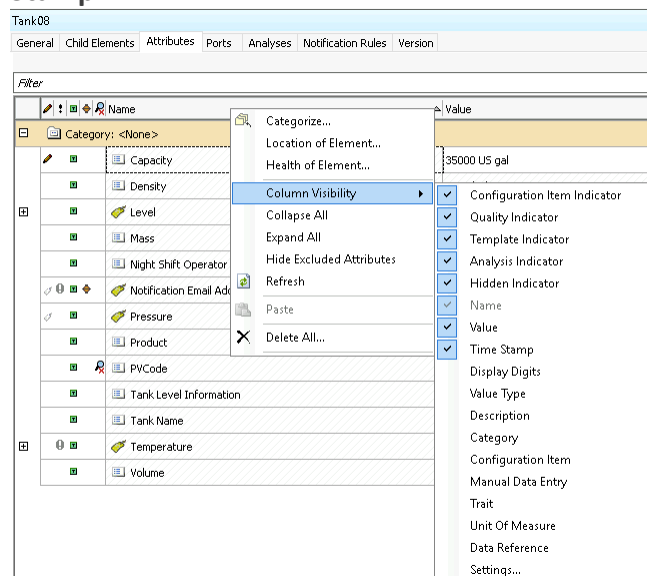 Tank08
General Child Elements Attributes Ports Analyses Notification Rules Version
Filter
Name Value
Category: <None>
Capacity 35000 US gal
Density
Level
Mass
Night Shift Operator
Notification Email Add
Pressure
Product
PVCode
Tank Level Information
Tank Name
Temperature
Volume
Categorize...
Location of Element...
Health of Element...
Column Visibility
Collapse All
Expand All
Hide Excluded Attributes
Refresh
Paste
Delete All...
Configuration Item Indicator
Quality Indicator
Template Indicator
Analysis Indicator
Hidden Indicator
Name
Value
Time Stamp
Display Digits
Value Type
Description
Category
Configuration Item
Manual Data Entry
Trait
Unit Of Measure
Data Reference
Settings...